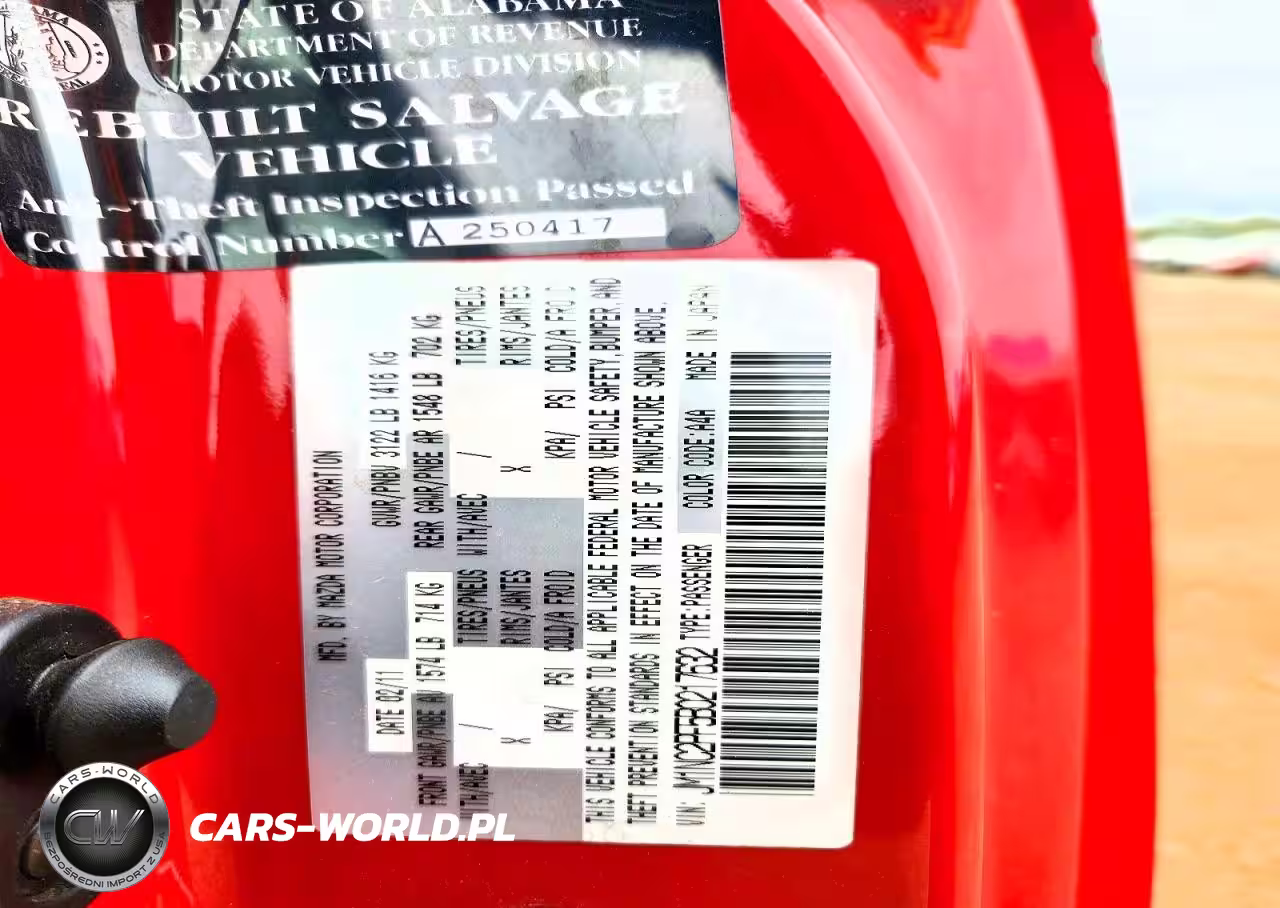 STATE OF ALABAMA
DEPARTMENT OF REVENUE
MOTOR VEHICLE DIVISION
REBUILT SALVAGE
VEHICLE
Anti-Theft Inspection Passed
Control Number A 250417
MFD. BY MAZDA MOTOR CORPORATION
DATE 02/11 GVWR/PNBV 3122 LB 1416 KG
FRONT GAWR/PNBE AV 1574 LB 714 KG REAR GAWR/PNBE AR 1548 LB 702 KG
WITH/AVEC / TIRES/PNEUS WITH/AVEC / TIRES/PNEUS
X RIMS/JANTES X RIMS/JANTES
KPA/ PSI COLD/A FROID KPA/ PSI COLD/A FROID
THIS VEHICLE CONFORMS TO ALL APPLICABLE FEDERAL MOTOR VEHICLE SAFETY, BUMPER, AND
THEFT PREVENTION STANDARDS IN EFFECT ON THE DATE OF MANUFACTURE SHOWN ABOVE.
VIN: JM1NC2PF5B0217632 TYPE:PASSENGER COLOR CODE:A4A MADE IN JAPAN
CARS-WORLD
CW
BEZPOŚREDNI IMPORT Z USA
CARS-WORLD.PL